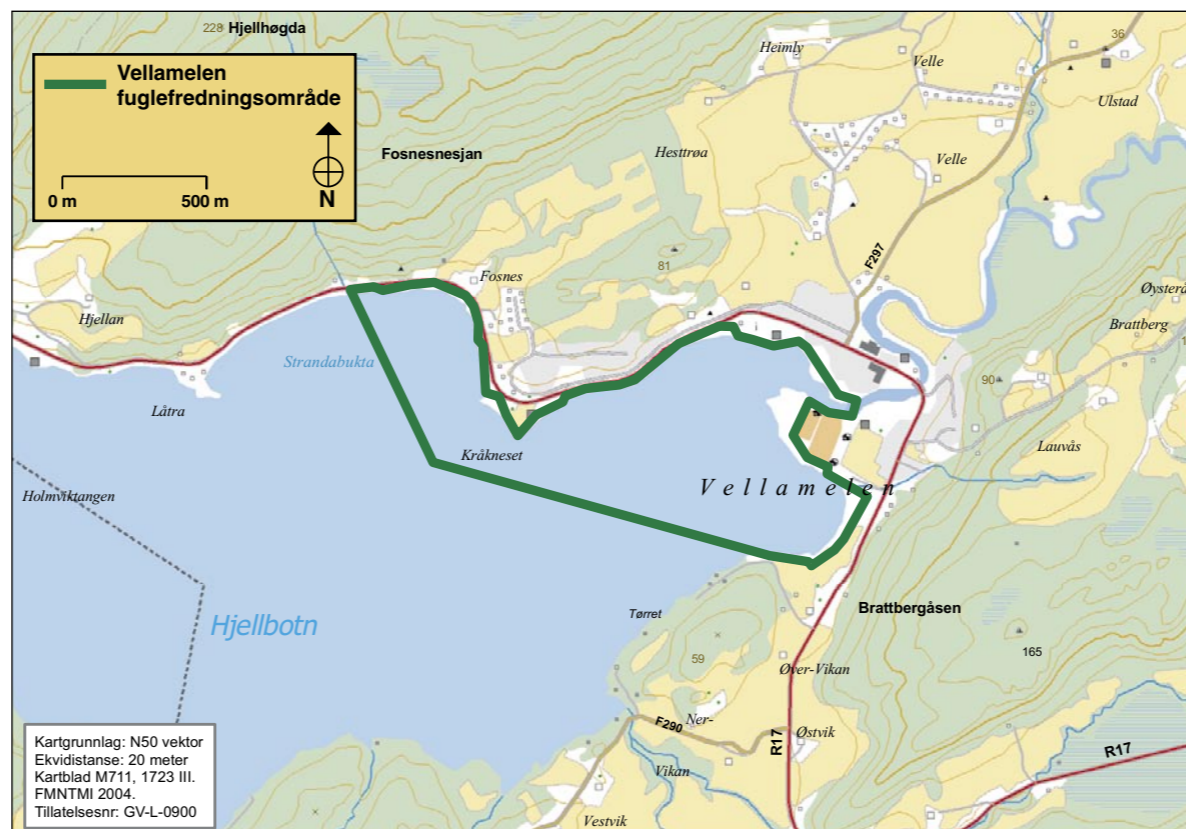 228 Hjellhøgda
Vellamelen
fuglefredningsområde
N
0 m
500 m
Fosnesnesjan
Heimly
Velle
36
Ulstad
Hesttrøa
Velle
81
F297
Fosnes
Hjellan
Strandabukta
Låtra
Øysterå
Brattberg
90
Lauvås
Kråkneset
Vellamelen
Holmviktangen
Hjellbotn
Tørret
Brattbergåsen
59
165
Øver-Vikan
F290
Ner-
Vikan
R17
Østvik
R17
Vestvik
Kartgrunnlag: N50 vektor
Ekvidistanse: 20 meter
Kartblad M711, 1723 III.
FMNTMI 2004.
Tillatelsesnr: GV-L-0900